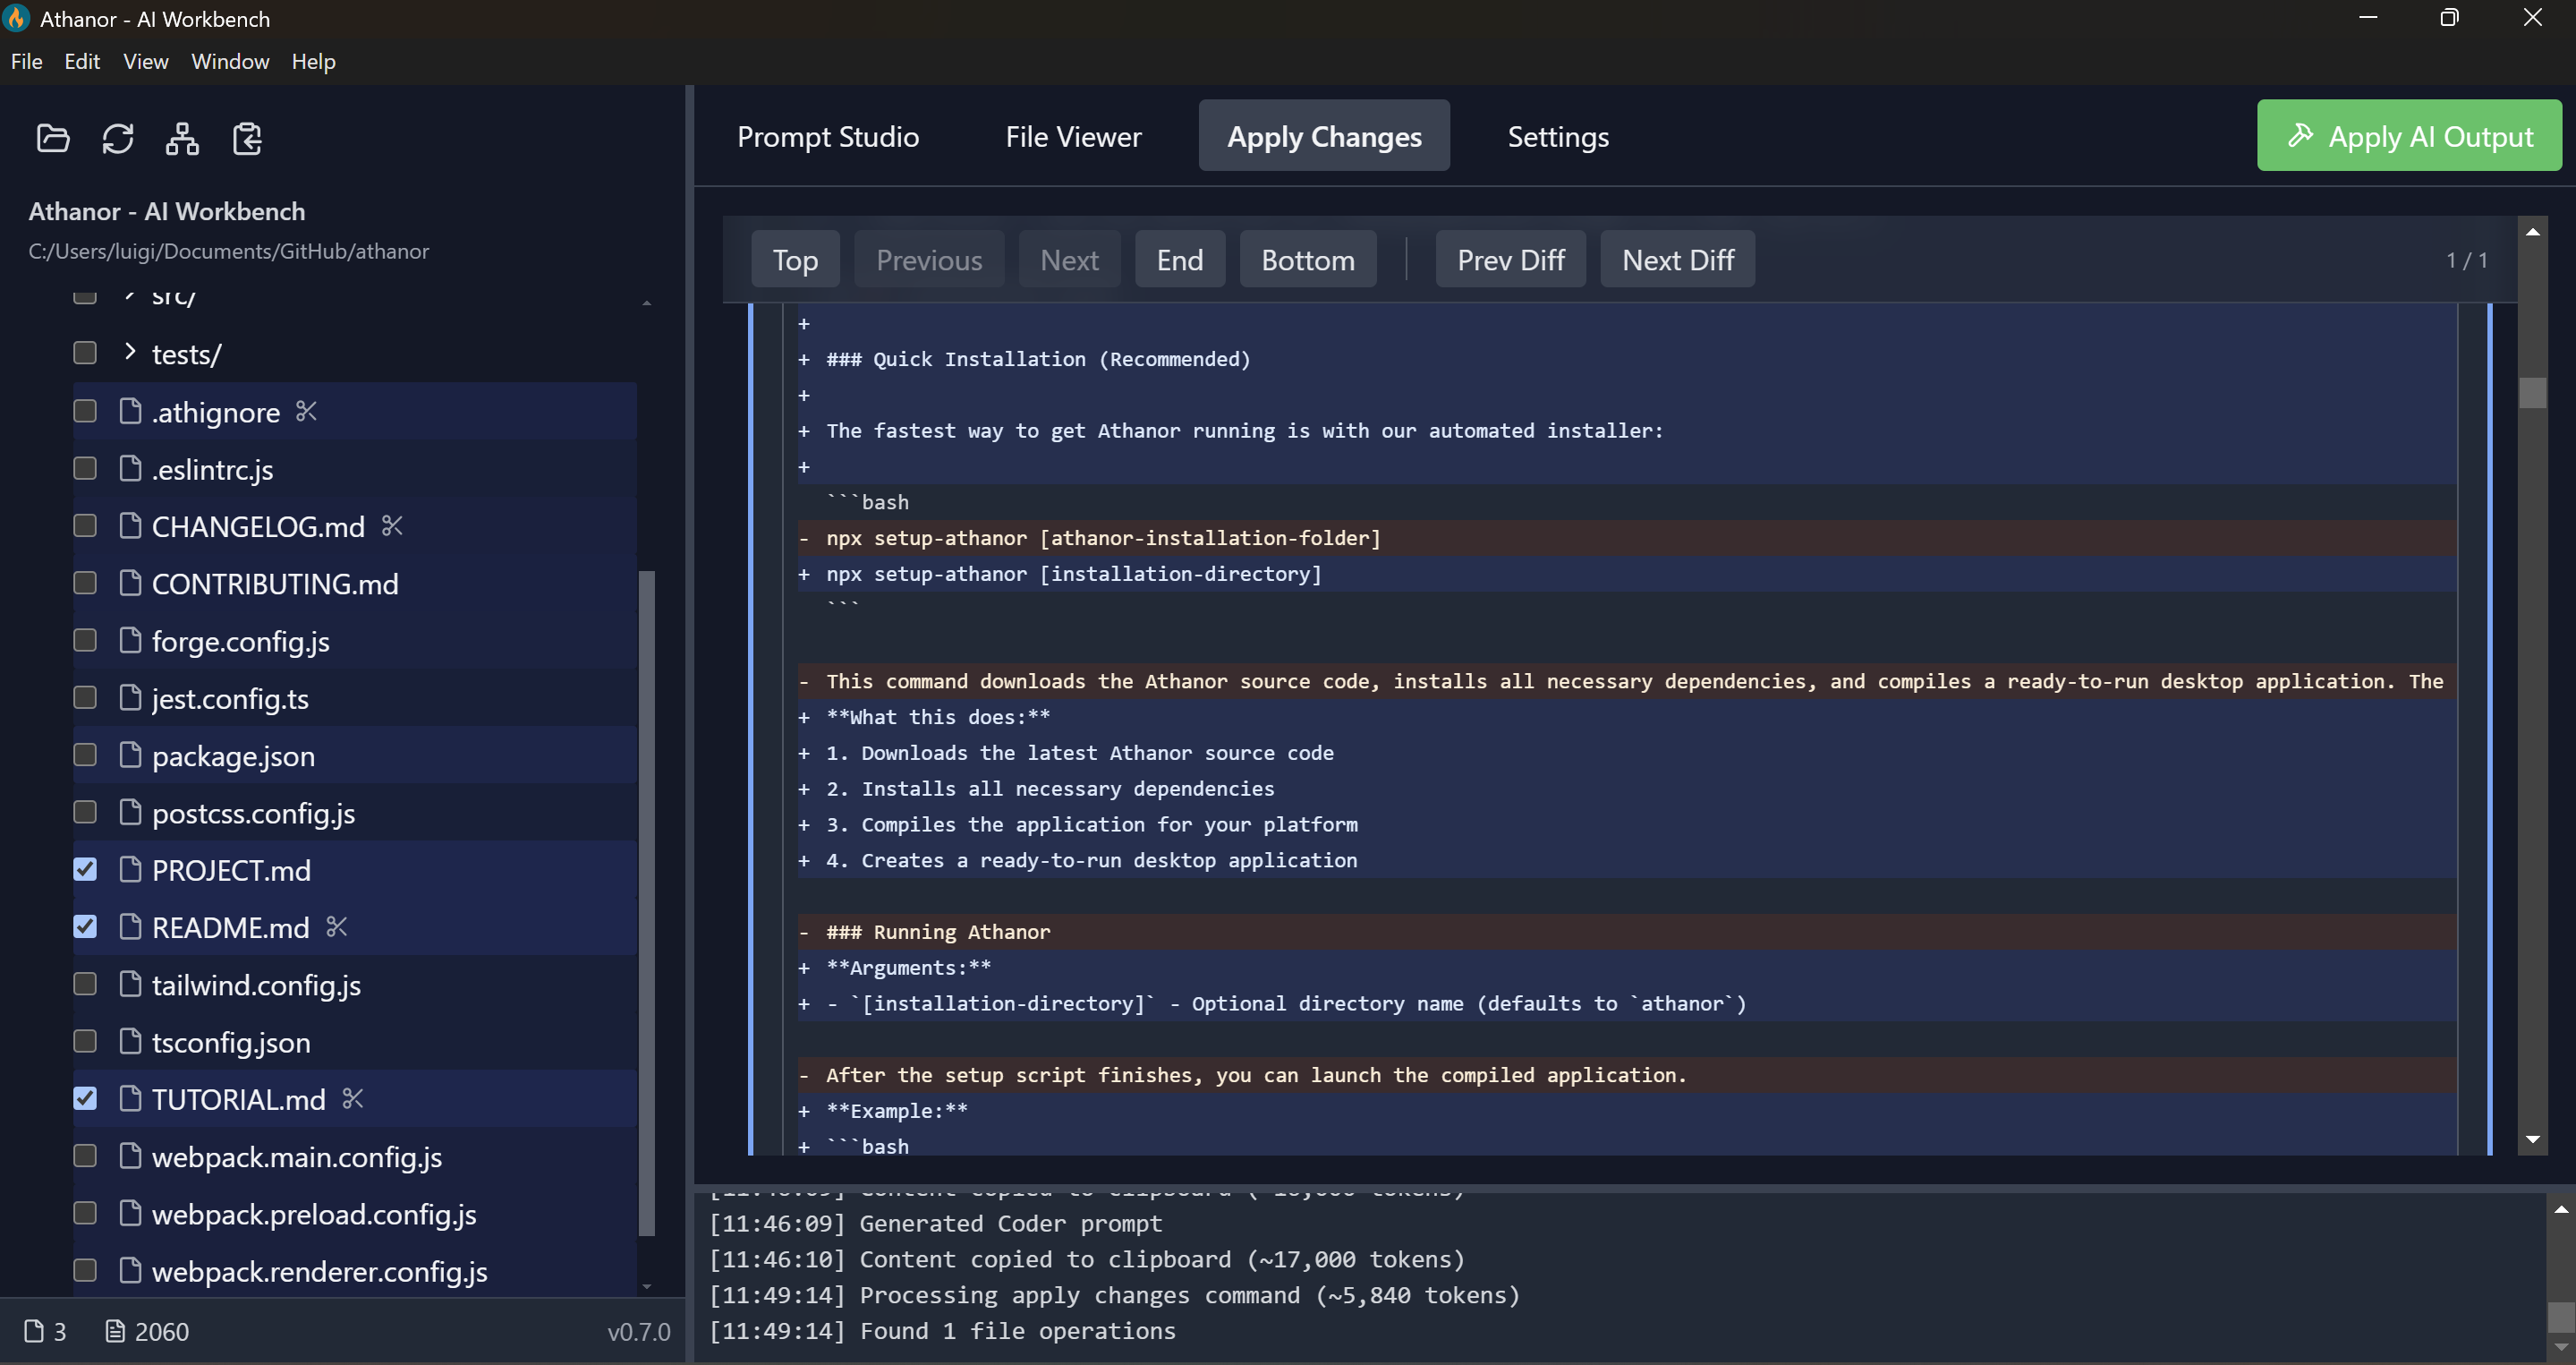 Athanor - AI Workbench
File Edit View Window Help
Prompt Studio File Viewer Apply Changes Settings Apply AI Output
Athanor - AI Workbench
C:/Users/luigi/Documents/GitHub/athanor
src/
tests/
.athignore
.eslintrc.js
CHANGELOG.md
CONTRIBUTING.md
forge.config.js
jest.config.ts
package.json
postcss.config.js
PROJECT.md
README.md
tailwind.config.js
tsconfig.json
TUTORIAL.md
webpack.main.config.js
webpack.preload.config.js
webpack.renderer.config.js
3 2060 v0.7.0
Top Previous Next End Bottom Prev Diff Next Diff 1 / 1
+
+ ### Quick Installation (Recommended)
+
+ The fastest way to get Athanor running is with our automated installer:
+
```bash
- npx setup-athanor [athanor-installation-folder]
+ npx setup-athanor [installation-directory]
```
- This command downloads the Athanor source code, installs all necessary dependencies, and compiles a ready-to-run desktop application. The
+ **What this does:**
+ 1. Downloads the latest Athanor source code
+ 2. Installs all necessary dependencies
+ 3. Compiles the application for your platform
+ 4. Creates a ready-to-run desktop application
- ### Running Athanor
+ **Arguments:**
+ - `[installation-directory]` - Optional directory name (defaults to `athanor`)
- After the setup script finishes, you can launch the compiled application.
+ **Example:**
+ ```bash
[11:46:09] Generated Coder prompt
[11:46:10] Content copied to clipboard (~17,000 tokens)
[11:49:14] Processing apply changes command (~5,840 tokens)
[11:49:14] Found 1 file operations